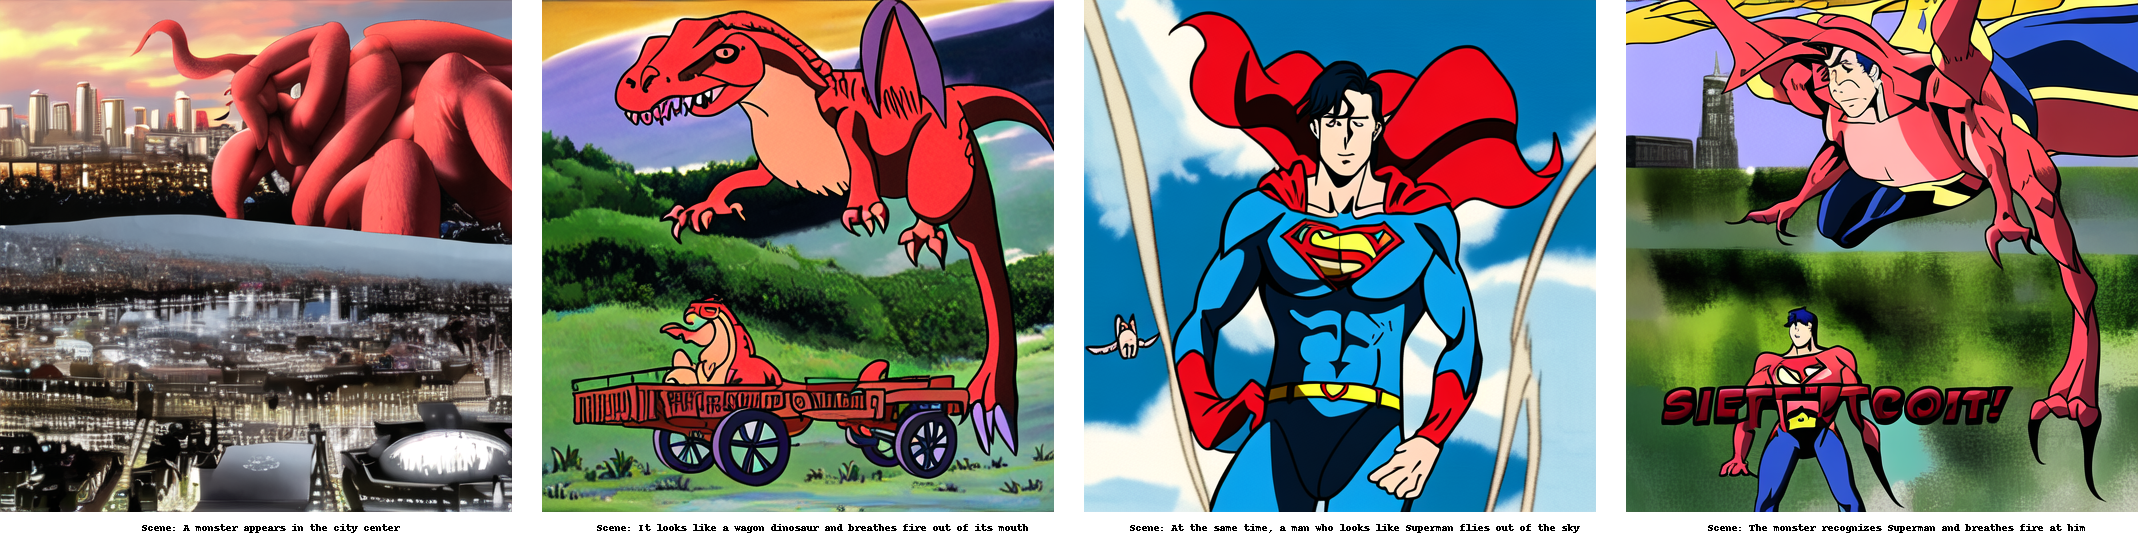 Scene: A monster appears in the city center
Scene: It looks like a wagon dinosaur and breathes fire out of its mouth
Scene: At the same time, a man who looks like Superman flies out of the sky
Scene: The monster recognizes Superman and breathes fire at him